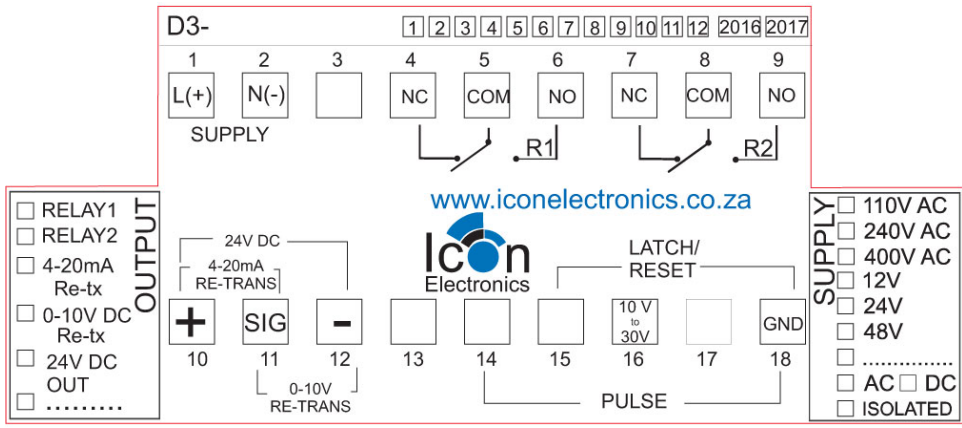 D3- 1 2 3 4 5 6 7 8 9 10 11 12 2016 2017
1 2 3 4 5 6 7 8 9
L(+) N(-) NC COM NO NC COM NO
SUPPLY
R1 R2
www.iconelectronics.co.za
OUTPUT
RELAY1
RELAY2
4-20mA
Re-tx
0-10V DC
Re-tx
24V DC
OUT
.........
24V DC
4-20mA
RE-TRANS
Icon
Electronics
LATCH/
RESET
+ SIG - 10 V
to
30V
GND
10 11 12 13 14 15 16 17 18
0-10V
RE-TRANS
PULSE
SUPPLY
110V AC
240V AC
400V AC
12V
24V
48V
..............
AC DC
ISOLATED